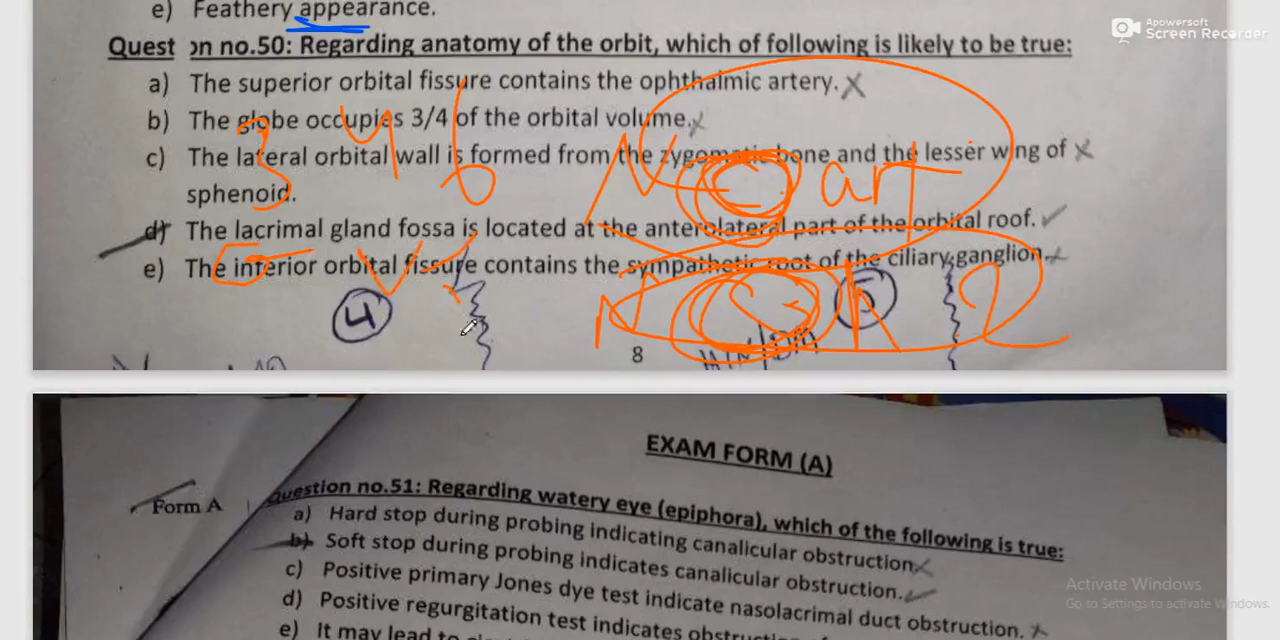 e) Feathery appearance.
Apowersoft
Screen Recorder
Quest on no.50: Regarding anatomy of the orbit, which of following is likely to be true:
a) The superior orbital fissure contains the ophthalmic artery.
b) The globe occupies 3/4 of the orbital volume.
c) The lateral orbital wall is formed from the zygomatic bone and the lesser wing of
sphenoid.
d) The lacrimal gland fossa is located at the anterolateral part of the orbital roof.
e) The inferior orbital fissure contains the sympathetic root of the ciliary ganglion.
3 4 6
art
5
2
4
5
8
EXAM FORM (A)
Form A
Question no.51: Regarding watery eye (epiphora), which of the following is true:
a) Hard stop during probing indicating canalicular obstruction
b) Soft stop during probing indicates canalicular obstruction.
c) Positive primary Jones dye test indicate nasolacrimal duct obstruction.
d) Positive regurgitation test indicates
e) It may lead to
Activate Windows
Go to Settings to activate Windows.